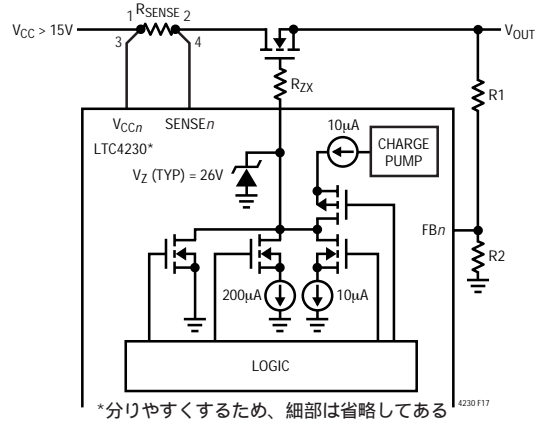 1 RSENSE 2
VCC > 15V
VOUT
3
4
RZX
R1
VCCn
SENSEn
LTC4230*
10µA
CHARGE
PUMP
VZ (TYP) = 26V
FBn
R2
200µA
10µA
LOGIC
*分りやすくするため、細部は省略してある
4230 F17